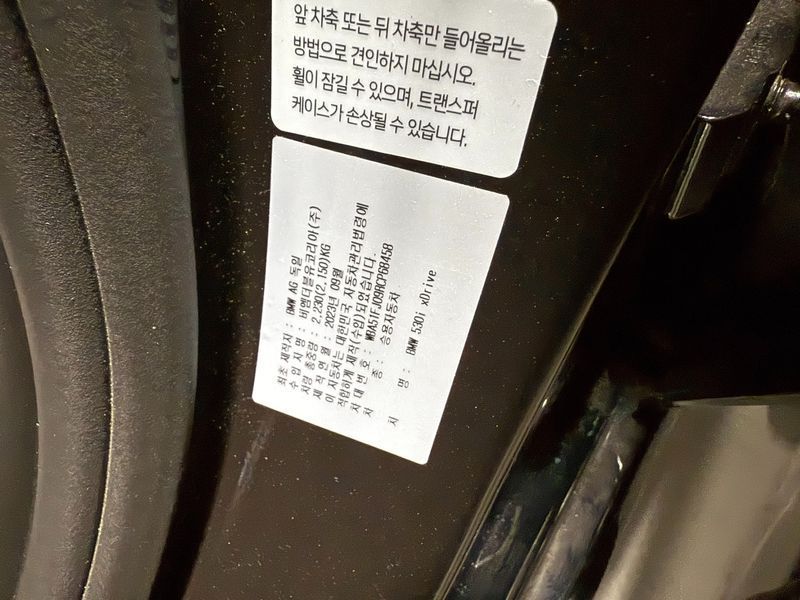 앞 차축 또는 뒤 차축만 들어올리는
방법으로 견인하지 마십시오.
휠이 잠길 수 있으며, 트랜스퍼
케이스가 손상될 수 있습니다.
최초 제작자 : BMW AG 독일
수 입 자 명 : 비엠더블유코리아(주)
차량 총중량 : 2,230(2,150)KG
제 작 연 월 : 2023년 09월
이 자동차는 대한민국 자동차관리법령에
적합하게 제작(수입)되었습니다.
차 대 번 호 : WBA51FJ09RCP68458
차 종 : 승용자동차
차 명 : BMW 530i xDrive